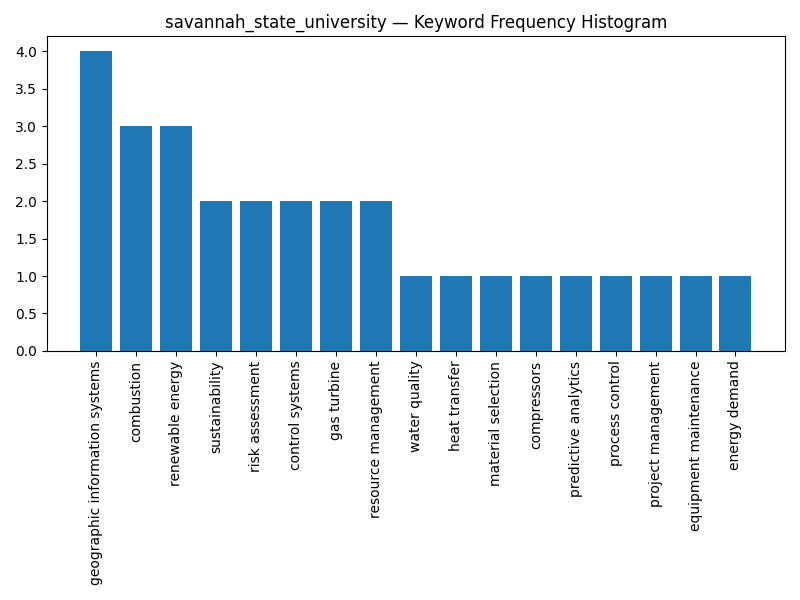 savannah_state_university — Keyword Frequency Histogram
4.0
3.5
3.0
2.5
2.0
1.5
1.0
0.5
0.0
geographic information systems
combustion
renewable energy
sustainability
risk assessment
control systems
gas turbine
resource management
water quality
heat transfer
material selection
compressors
predictive analytics
process control
project management
equipment maintenance
energy demand